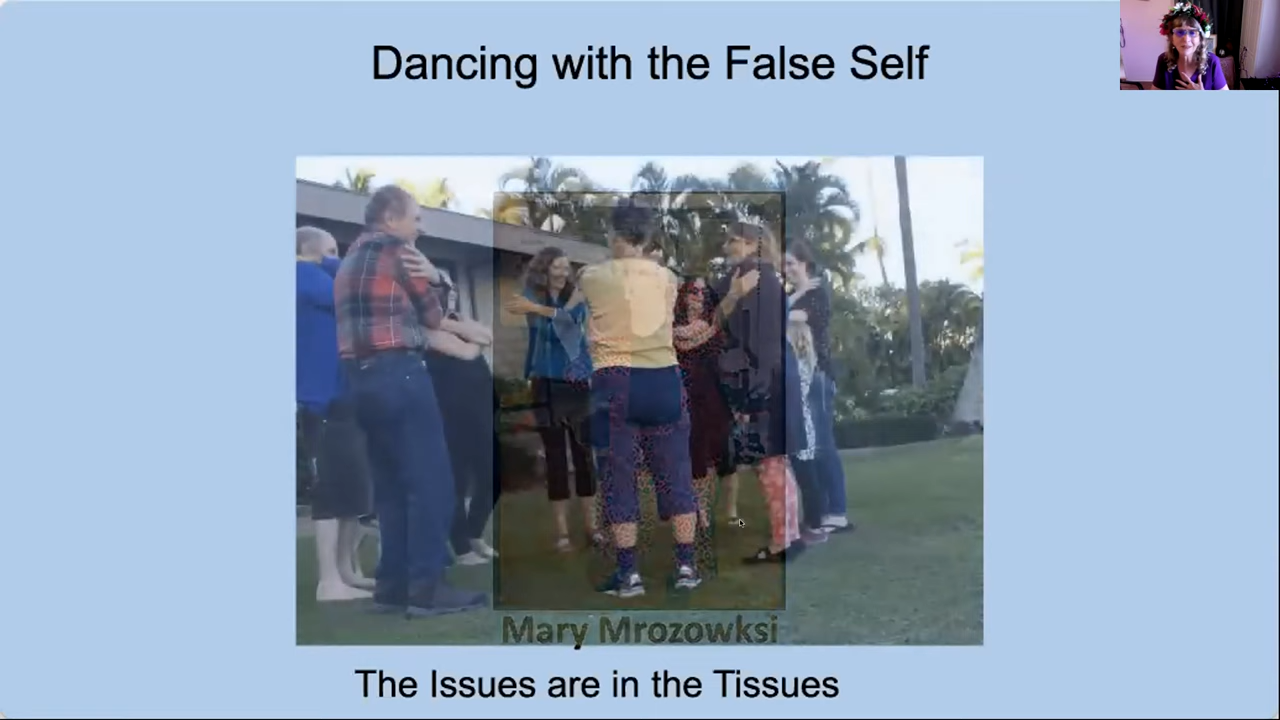 Dancing with the False Self
Mary Mrozowksi
The Issues are in the Tissues